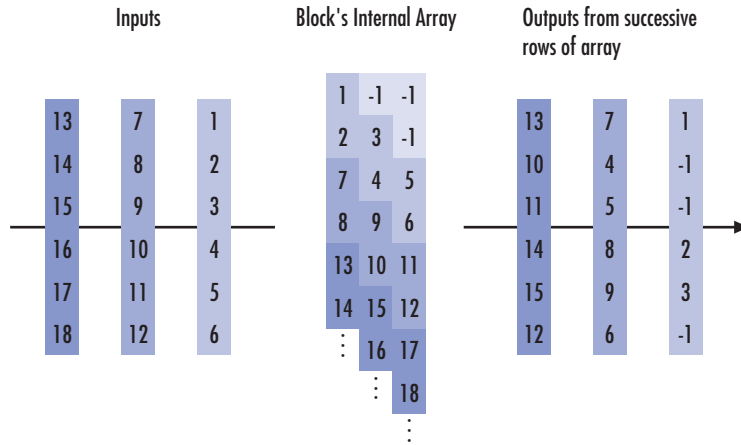 Inputs
Block's Internal Array
Outputs from successive
rows of array
13 7 1
14 8 2
15 9 3
16 10 4
17 11 5
18 12 6
1 -1 -1
2 3 -1
7 4 5
8 9 6
13 10 11
14 15 12
16 17
18
13 7 1
10 4 -1
11 5 -1
14 8 2
15 9 3
12 6 -1